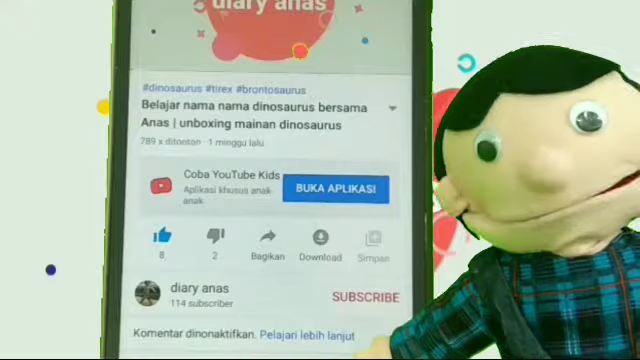 diary anas
#dinosaurus #tirex #brontosaurus
Belajar nama nama dinosaurus bersama
Anas | unboxing mainan dinosaurus
789 x ditonton · 1 minggu lalu
Coba YouTube Kids
Aplikasi khusus anak
anak
BUKA APLIKASI
8
2
Bagikan
Download
Simpan
diary anas
114 subscriber
SUBSCRIBE
Komentar dinonaktifkan. Pelajari lebih lanjut